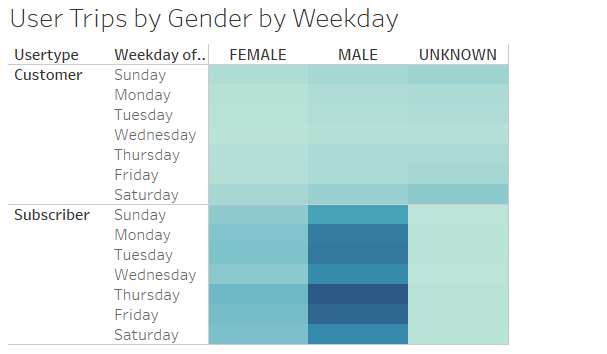 User Trips by Gender by Weekday
Usertype Weekday of.. FEMALE MALE UNKNOWN
Customer Sunday
Monday
Tuesday
Wednesday
Thursday
Friday
Saturday
Subscriber Sunday
Monday
Tuesday
Wednesday
Thursday
Friday
Saturday